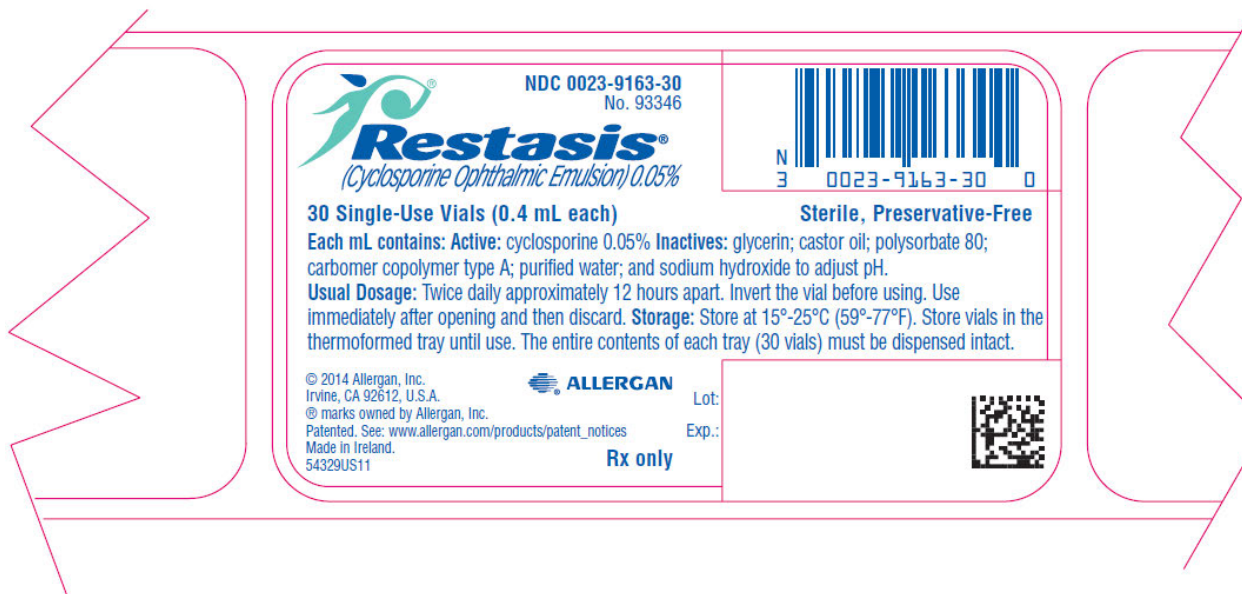 NDC 0023-9163-30
No. 93346
Restasis®
(Cyclosporine Ophthalmic Emulsion) 0.05%
N
3 0023-9163-30 0
30 Single-Use Vials (0.4 mL each) Sterile, Preservative-Free
Each mL contains: Active: cyclosporine 0.05% Inactives: glycerin; castor oil; polysorbate 80;
carbomer copolymer type A; purified water; and sodium hydroxide to adjust pH.
Usual Dosage: Twice daily approximately 12 hours apart. Invert the vial before using. Use
immediately after opening and then discard. Storage: Store at 15°-25°C (59°-77°F). Store vials in the
thermoformed tray until use. The entire contents of each tray (30 vials) must be dispensed intact.
© 2014 Allergan, Inc.
Irvine, CA 92612, U.S.A.
® marks owned by Allergan, Inc.
Patented. See: www.allergan.com/products/patent_notices
Made in Ireland.
54329US11
® ALLERGAN
Rx only
Lot:
Exp.: